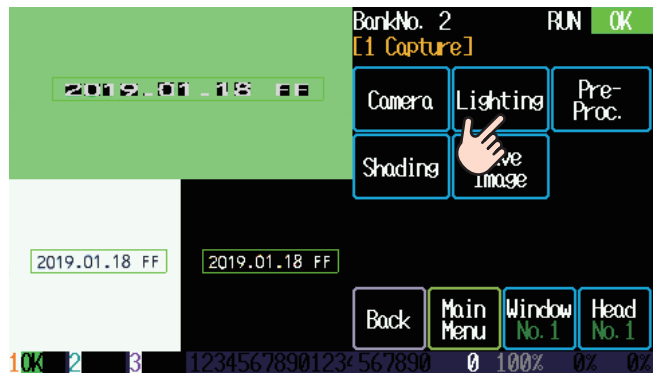 BankNo. 2 RUN OK
[1 Capture]
2019.01.18 FF
Camera Lighting Pre-Proc.
Shading
Image
2019.01.18 FF 2019.01.18 FF
Back Main Menu Window No.1 Head No.1
1OK 2 3 1234567890123456 7890 0 100% 0% 0%